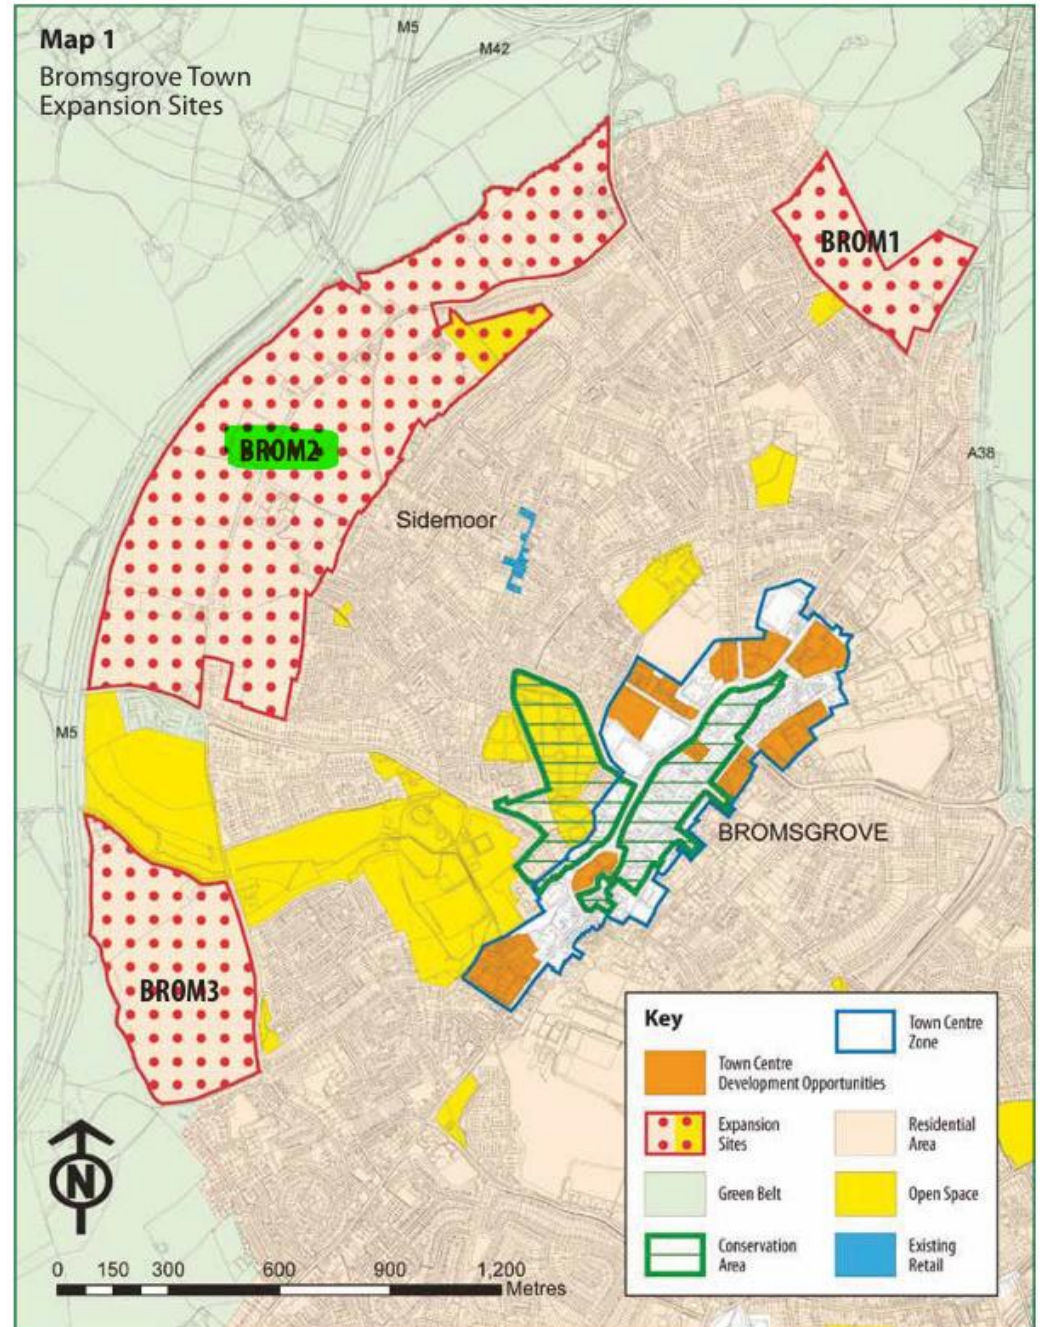 Map 1
Bromsgrove Town
Expansion Sites
M5
M42
BROM1
BROM2
A38
Sidemoor
M5
BROMSGROVE
BROM3
Key
Town Centre
Zone
Town Centre
Development Opportunities
Expansion
Sites
Residential
Area
Green Belt
Open Space
Conservation
Area
Existing
Retail
N
0 150 300 600 900 1,200
Metres